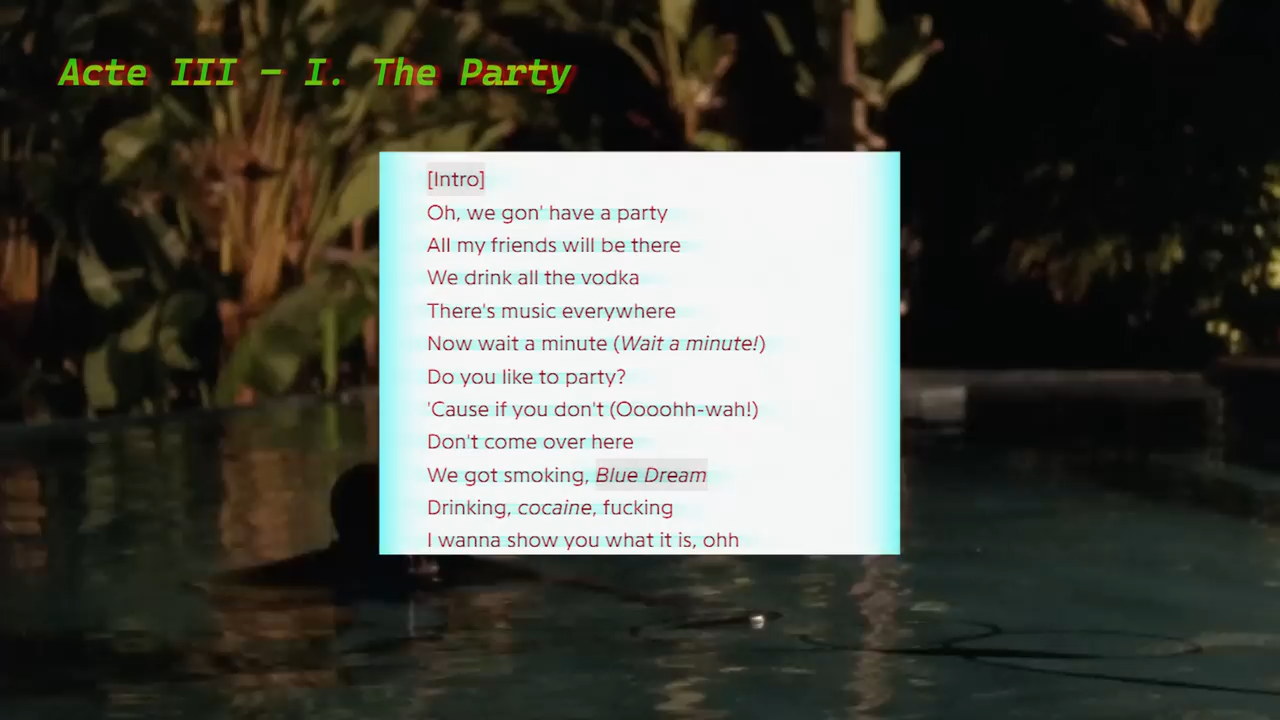 Acte III – I. The Party
[Intro]
Oh, we gon' have a party
All my friends will be there
We drink all the vodka
There's music everywhere
Now wait a minute (Wait a minute!)
Do you like to party?
'Cause if you don't (Oooohh-wah!)
Don't come over here
We got smoking, Blue Dream
Drinking, cocaine, fucking
I wanna show you what it is, ohh